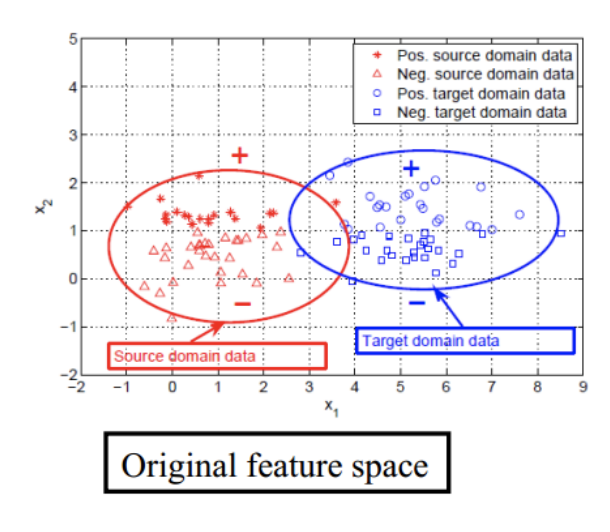 5
4
3
2
1
0
−1
−2
x2
Pos. source domain data
Neg. source domain data
Pos. target domain data
Neg. target domain data
+
+
−
−
Source domain data
Target domain data
−2 −1 0 1 2 3 4 5 6 7 8 9
x1
Original feature space